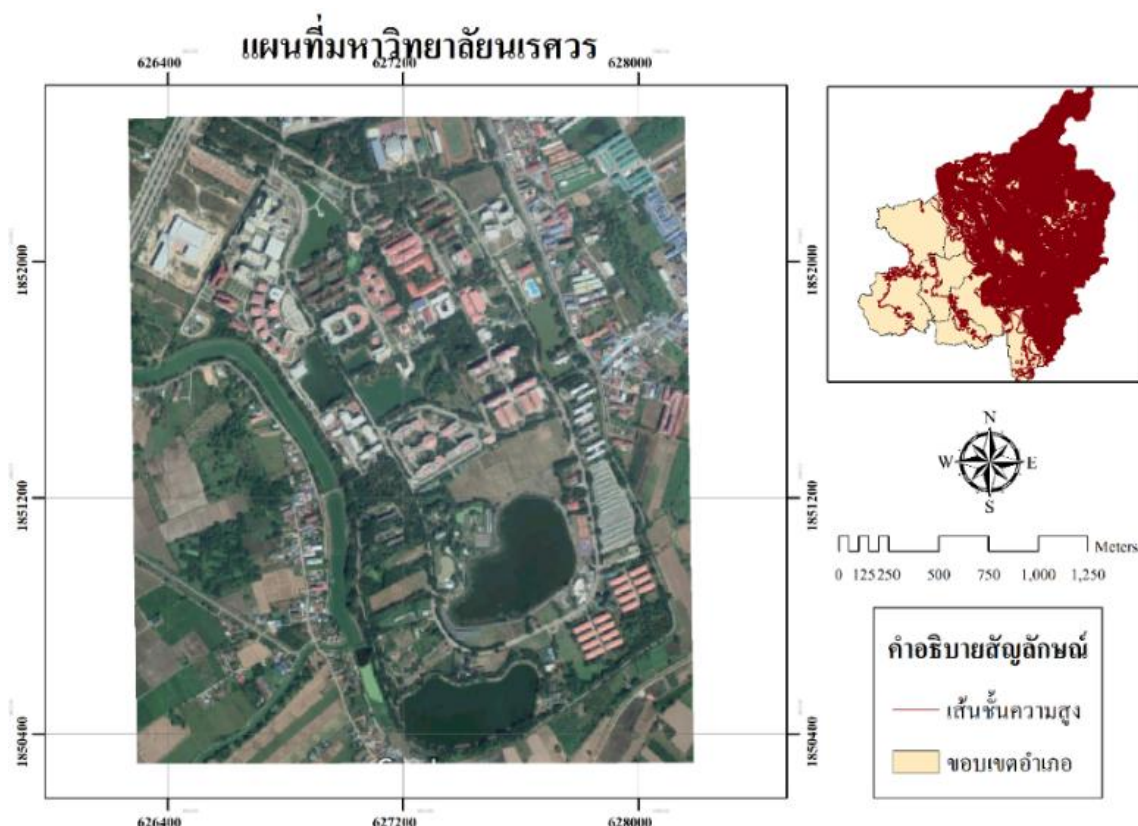 แผนที่มหาวิทยาลัยนเรศวร
626400 627200 628000
1852000 1852000
1851200 1851200
1850400 1850400
626400 627200 628000
N
W E
S
Meters
0 125 250 500 750 1,000 1,250
คำอธิบายสัญลักษณ์
เส้นชั้นความสูง
ขอบเขตอำเภอ